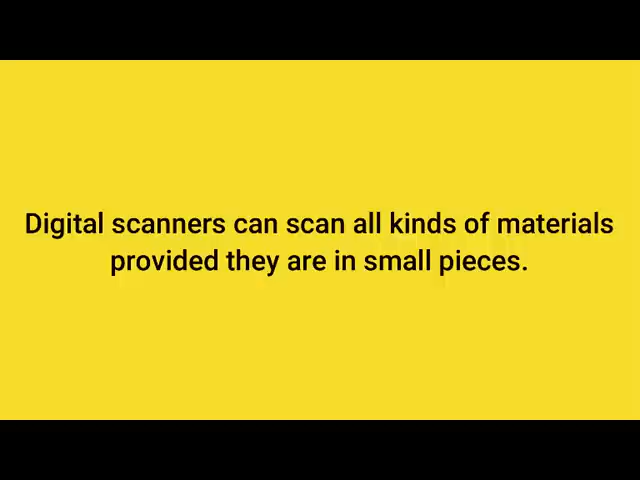 Digital scanners can scan all kinds of materials
provided they are in small pieces.